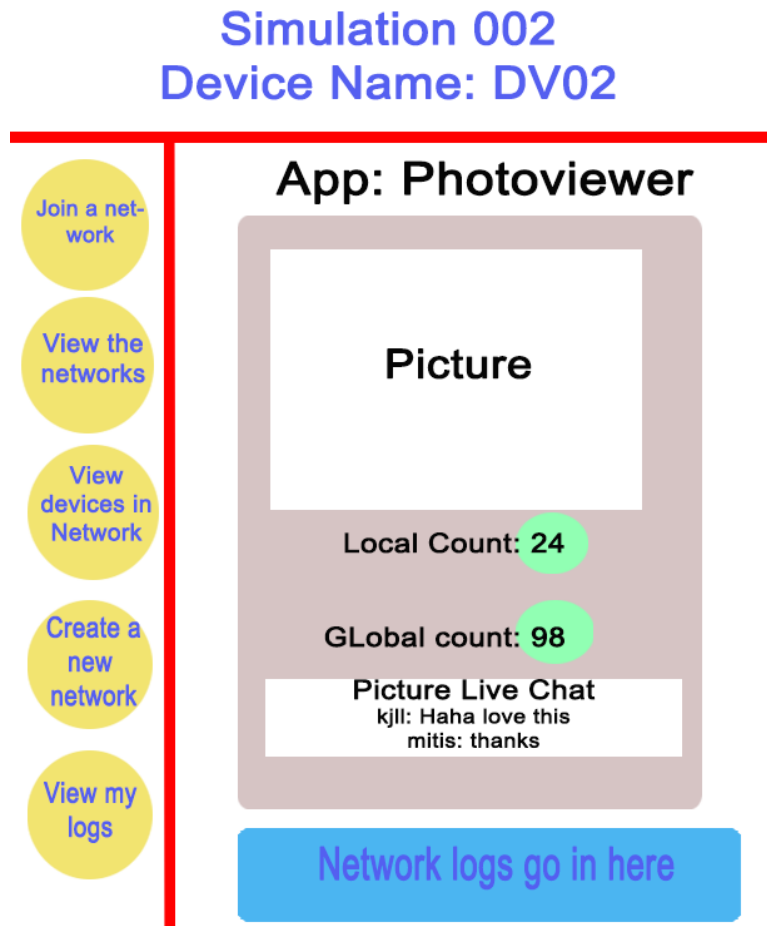 Simulation 002
Device Name: DV02
Join a net-
work
View the
networks
View
devices in
Network
Create a
new
network
View my
logs
App: Photoviewer
Picture
Local Count: 24
GLobal count: 98
Picture Live Chat
kjll: Haha love this
mitis: thanks
Network logs go in here